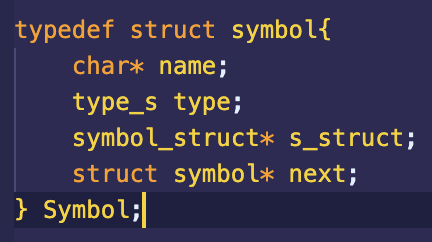 typedef struct symbol{
    char* name;
    type_s type;
    symbol_struct* s_struct;
    struct symbol* next;
} Symbol;